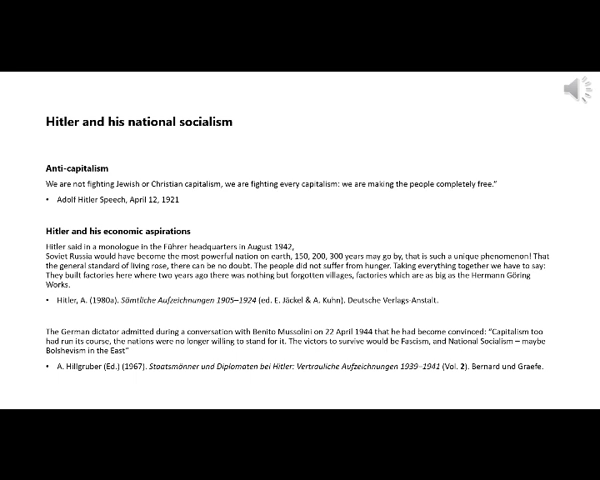 Hitler and his national socialism
Anti-capitalism
We are not fighting Jewish or Christian capitalism, we are fighting every capitalism: we are making the people completely free."
• Adolf Hitler Speech, April 12, 1921
Hitler and his economic aspirations
Hitler said in a monologue in the Führer headquarters in August 1942,
Soviet Russia would have become the most powerful nation on earth, 150, 200, 300 years may go by, that is such a unique phenomenon! That
the general standard of living rose, there can be no doubt. The people did not suffer from hunger. Taking everything together we have to say:
They built factories here where two years ago there was nothing but forgotten villages, factories which are as big as the Hermann Göring
Works.
• Hitler, A. (1980a). Sämtliche Aufzeichnungen 1905–1924 (ed. E. Jäckel & A. Kuhn). Deutsche Verlags-Anstalt.
The German dictator admitted during a conversation with Benito Mussolini on 22 April 1944 that he had become convinced: “Capitalism too
had run its course, the nations were no longer willing to stand for it. The victors to survive would be Fascism, and National Socialism – maybe
Bolshevism in the East”
• A. Hillgruber (Ed.) (1967). Staatsmänner und Diplomaten bei Hitler: Vertrauliche Aufzeichnungen 1939–1941 (Vol. 2). Bernard und Graefe.